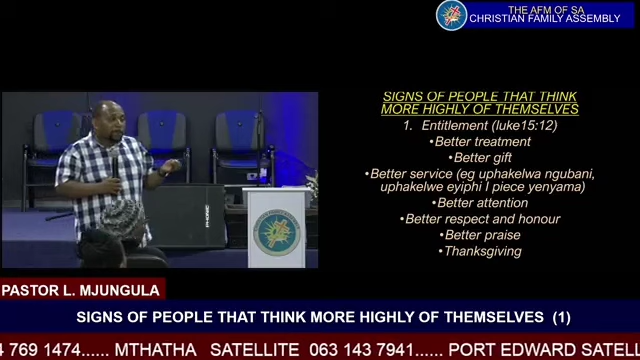 THE AFM OF SA
CHRISTIAN FAMILY ASSEMBLY
SIGNS OF PEOPLE THAT THINK
MORE HIGHLY OF THEMSELVES
1. Entitlement (luke15:12)
•Better treatment
•Better gift
•Better service (eg uphakelwa ngubani,
uphakelwe eyiphi I piece yenyama)
•Better attention
•Better respect and honour
•Better praise
•Thanksgiving
PHONIC
PASTOR L. MJUNGULA
SIGNS OF PEOPLE THAT THINK MORE HIGHLY OF THEMSELVES (1)
4 769 1474...... MTHATHA SATELLITE 063 143 7941...... PORT EDWARD SATELL